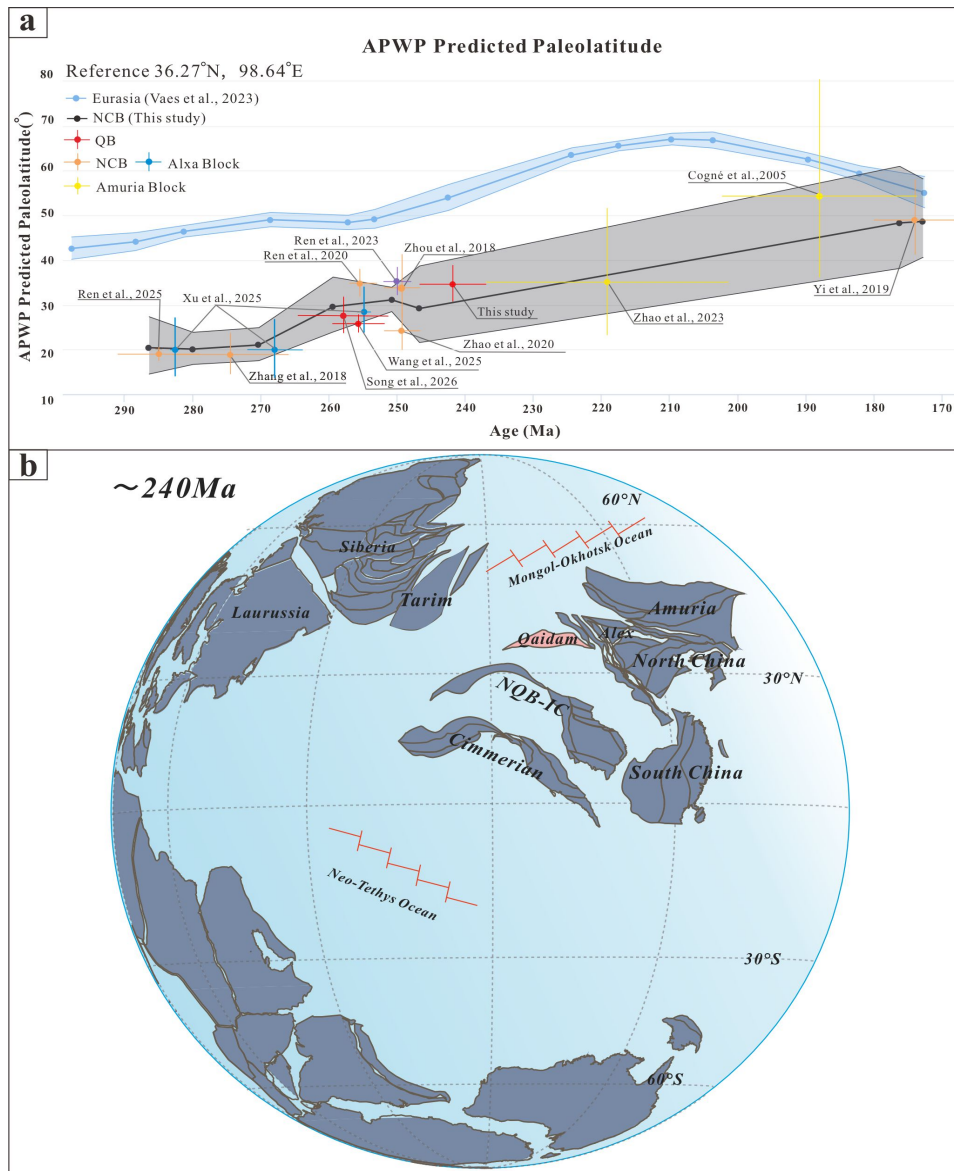 a
APWP Predicted Paleolatitude
Reference 36.27°N, 98.64°E
Eurasia (Vaes et al., 2023)
NCB (This study)
QB
NCB
Alxa Block
Amuria Block
APWP Predicted Paleolatitude(°)
80
70
60
50
40
30
20
10
Cogné et al.,2005
Ren et al., 2023
Zhou et al., 2018
Ren et al., 2020
Ren et al., 2025
Xu et al., 2025
This study
Zhao et al., 2023
Yi et al., 2019
Zhao et al., 2020
Wang et al., 2025
Zhang et al., 2018
Song et al., 2026
290 280 270 260 250 240 230 220 210 200 190 180 170
Age (Ma)
b
~240Ma
60°N
Siberia
Mongol-Okhotsk Ocean
Laurussia
Tarim
Amuria
Qaidam
Alex
North China
30°N
NQB-IC
Cimmerian
South China
Neo-Tethys Ocean
30°S
60°S